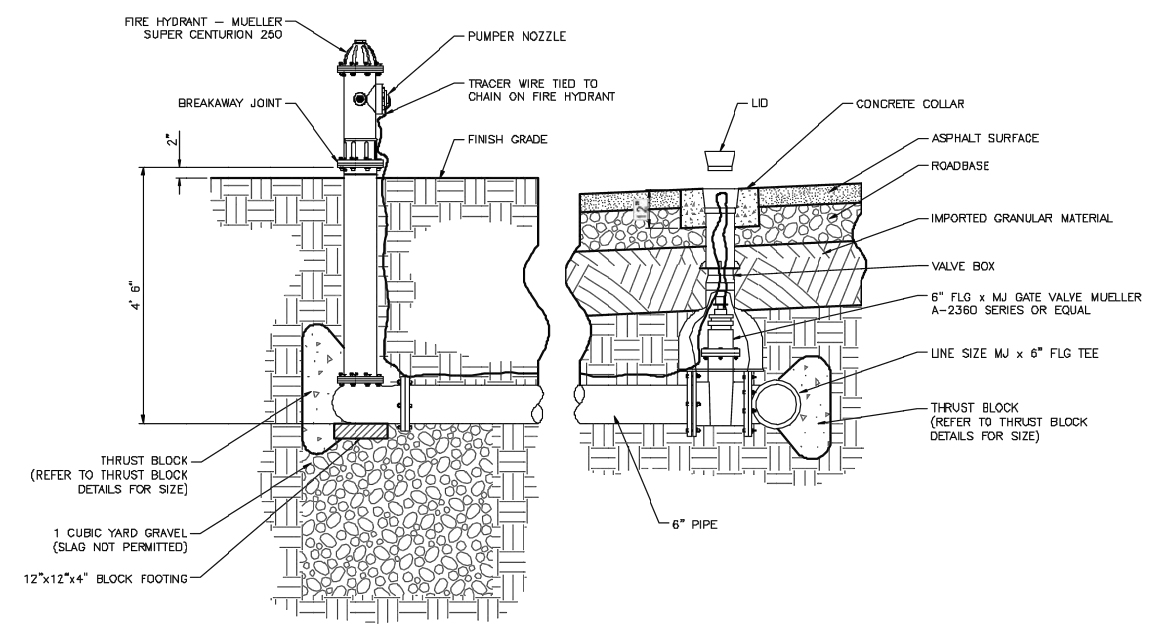 FIRE HYDRANT – MUELLER
SUPER CENTURION 250
PUMPER NOZZLE
TRACER WIRE TIED TO
CHAIN ON FIRE HYDRANT
BREAKAWAY JOINT
2"
FINISH GRADE
4' 6"
THRUST BLOCK
(REFER TO THRUST BLOCK
DETAILS FOR SIZE)
1 CUBIC YARD GRAVEL
(SLAG NOT PERMITTED)
12"x12"x4" BLOCK FOOTING
LID
CONCRETE COLLAR
ASPHALT SURFACE
ROADBASE
12"
IMPORTED GRANULAR MATERIAL
VALVE BOX
6" FLG x MJ GATE VALVE MUELLER
A-2360 SERIES OR EQUAL
LINE SIZE MJ x 6" FLG TEE
THRUST BLOCK
(REFER TO THRUST BLOCK
DETAILS FOR SIZE)
6" PIPE